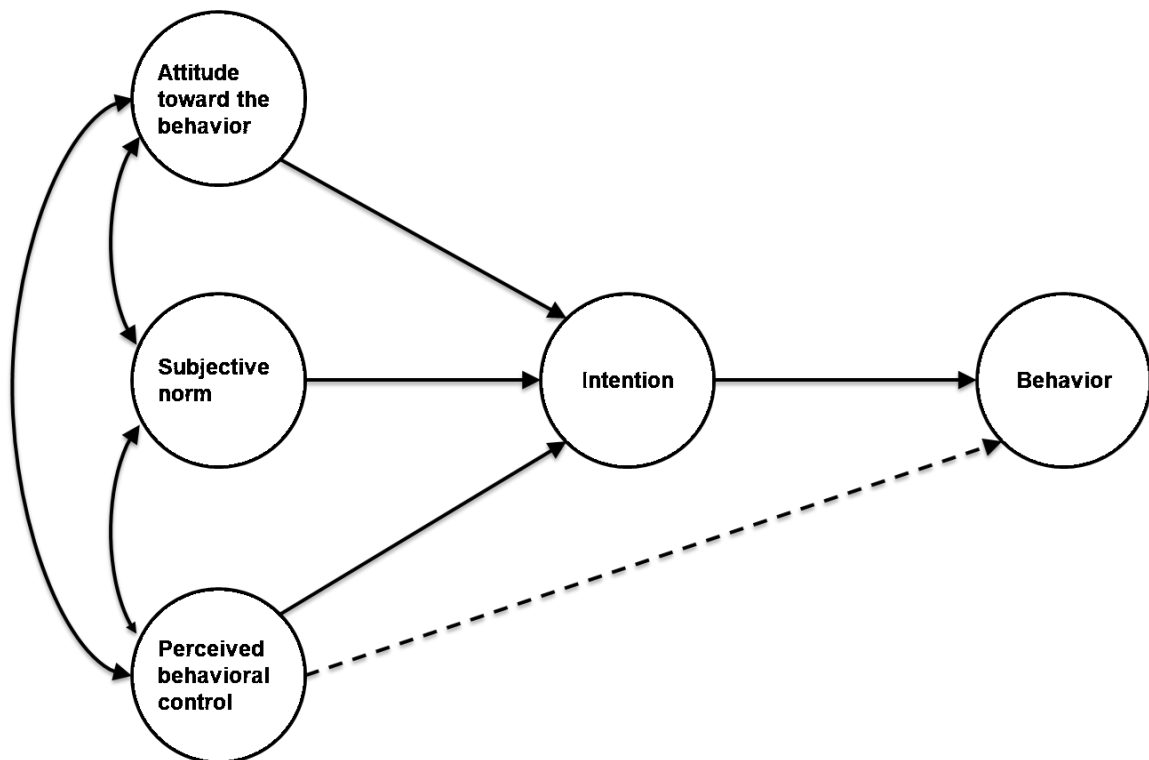 Attitude
toward the
behavior
Subjective
norm
Intention
Behavior
Perceived
behavioral
control